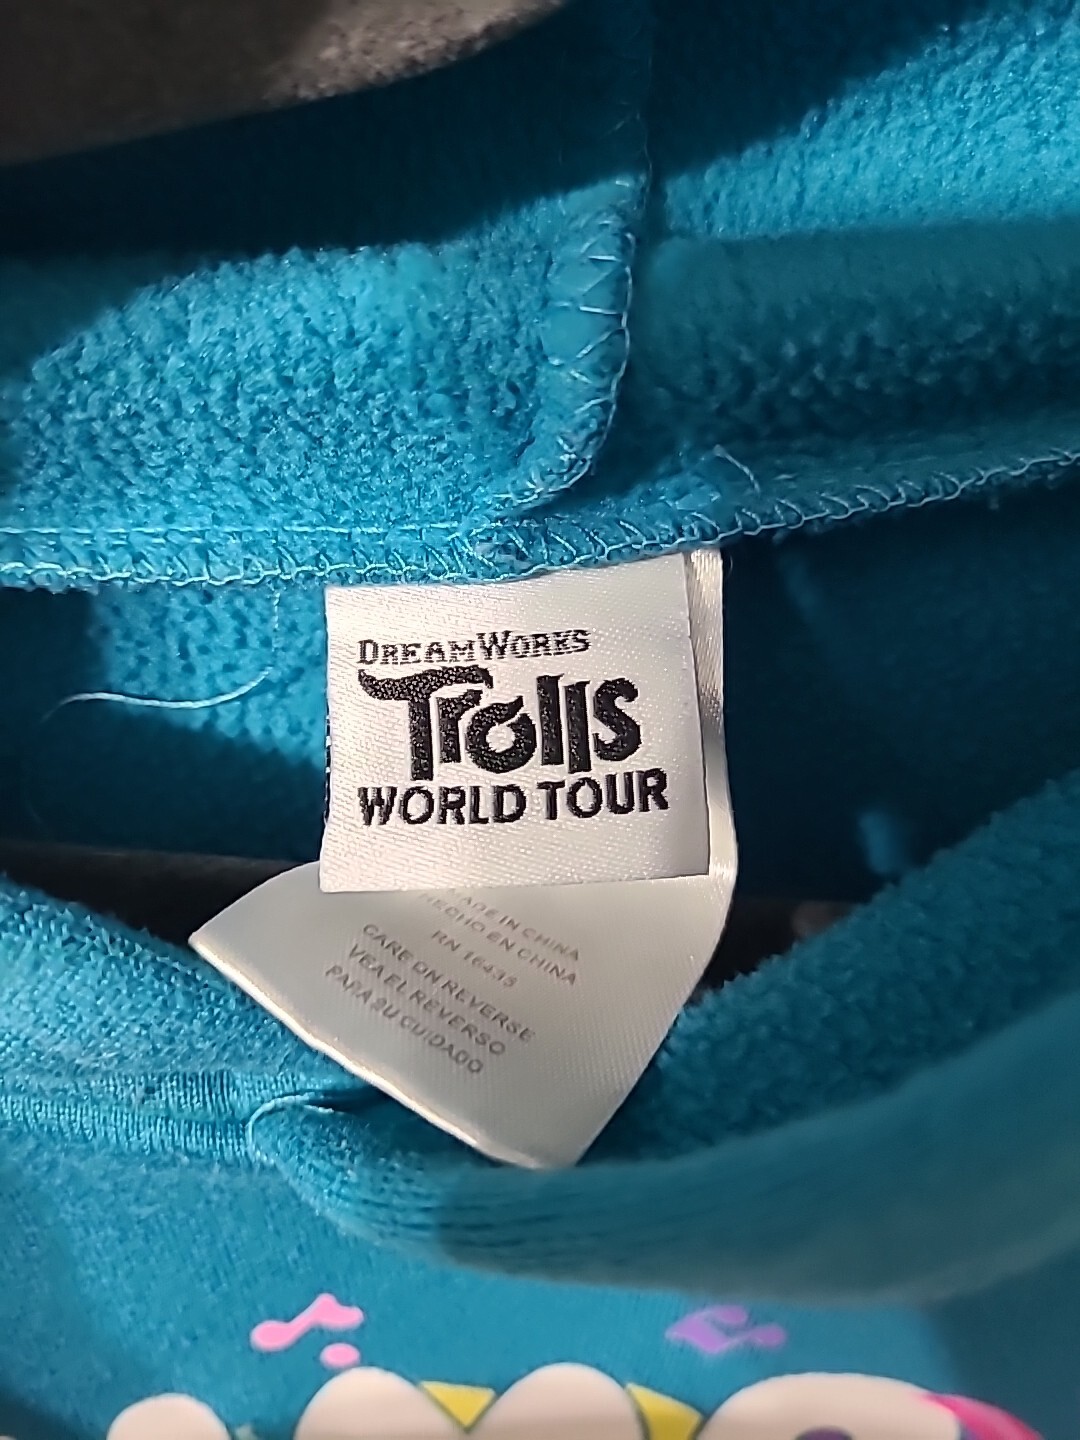 DREAMWORKS
Trolls
WORLD TOUR
MADE IN CHINA
HECHO EN CHINA
RN 16435
CARE ON REVERSE
VEA EL REVERSO
PARA SU CUIDADO